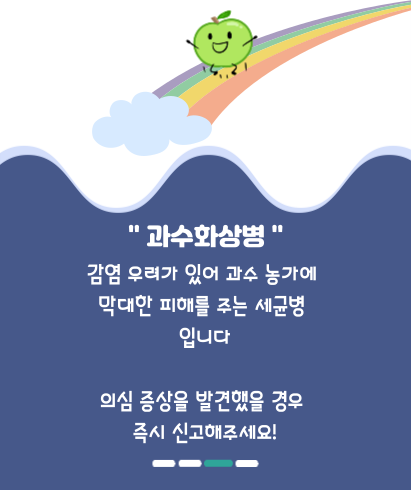 " 과수화상병 "
감염 우려가 있어 과수 농가에
막대한 피해를 주는 세균병
입니다
의심 증상을 발견했을 경우
즉시 신고해주세요!